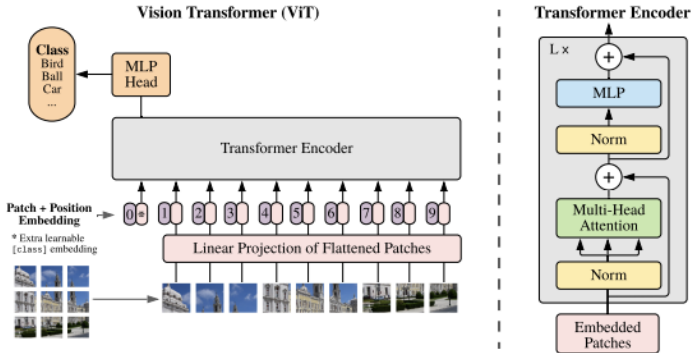 Vision Transformer (ViT)
Class
Bird
Ball
Car
...
MLP
Head
Transformer Encoder
Patch + Position
Embedding
0 * 1 2 3 4 5 6 7 8 9
* Extra learnable
[class] embedding
Linear Projection of Flattened Patches
Transformer Encoder
L ×
+
MLP
Norm
+
Multi-Head
Attention
Norm
Embedded
Patches